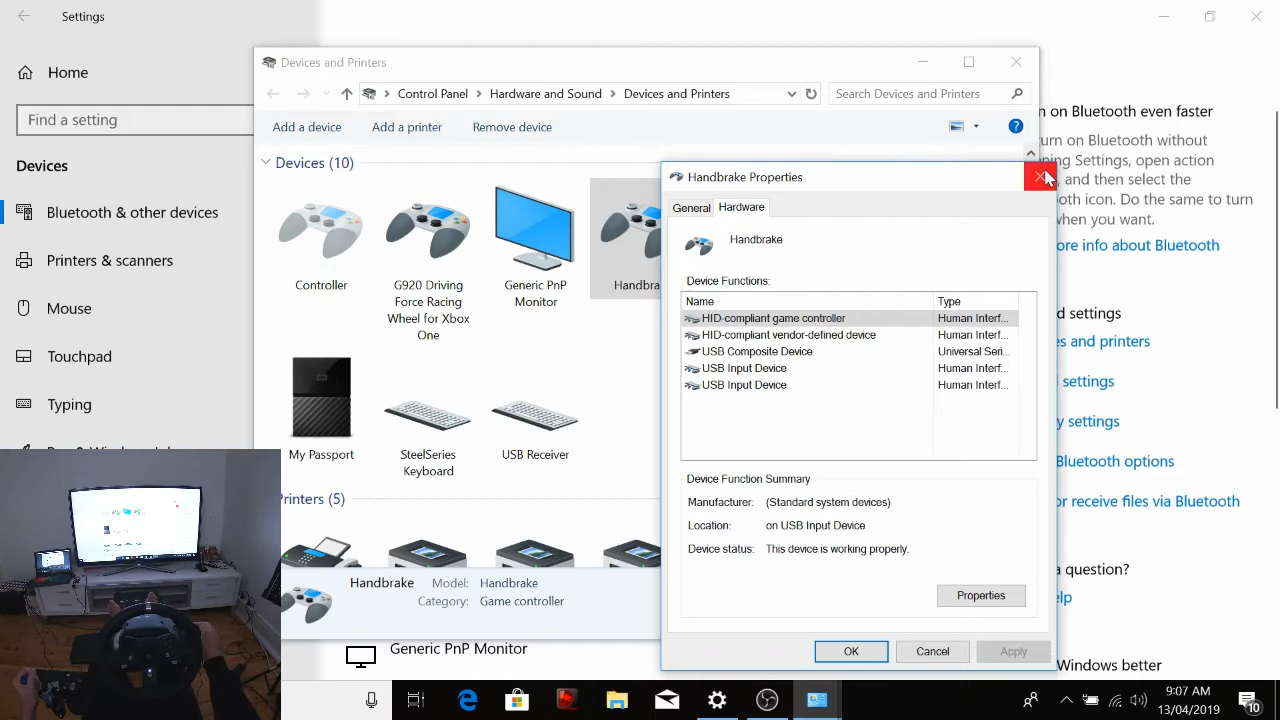 Settings
Home
Find a setting
Devices
Bluetooth & other devices
Printers & scanners
Mouse
Touchpad
Typing
Devices and Printers
Control Panel
Hardware and Sound
Devices and Printers
Search Devices and Printers
Add a device
Add a printer
Remove device
Devices (10)
Controller
G920 Driving
Force Racing
Wheel for Xbox
One
Generic PnP
Monitor
Handbra
My Passport
SteelSeries
Keyboard
USB Receiver
rinters (5)
Handbrake
Model: Handbrake
Category: Game controller
Generic PnP Monitor
Handbrake Properties
General
Hardware
Handbrake
Device Functions:
Name Type
HID-compliant game controller Human Interf...
HID-compliant vendor-defined device Human Interf...
USB Composite Device Universal Seri...
USB Input Device Human Interf...
USB Input Device Human Interf...
Device Function Summary
Manufacturer: (Standard system devices)
Location: on USB Input Device
Device status: This device is working properly.
Properties
OK
Cancel
Apply
n on Bluetooth even faster
urn on Bluetooth without
ning Settings, open action
, and then select the
oth icon. Do the same to turn
when you want.
ore info about Bluetooth
d settings
es and printers
settings
y settings
Bluetooth options
or receive files via Bluetooth
a question?
elp
Windows better
9:07 AM
13/04/2019
10